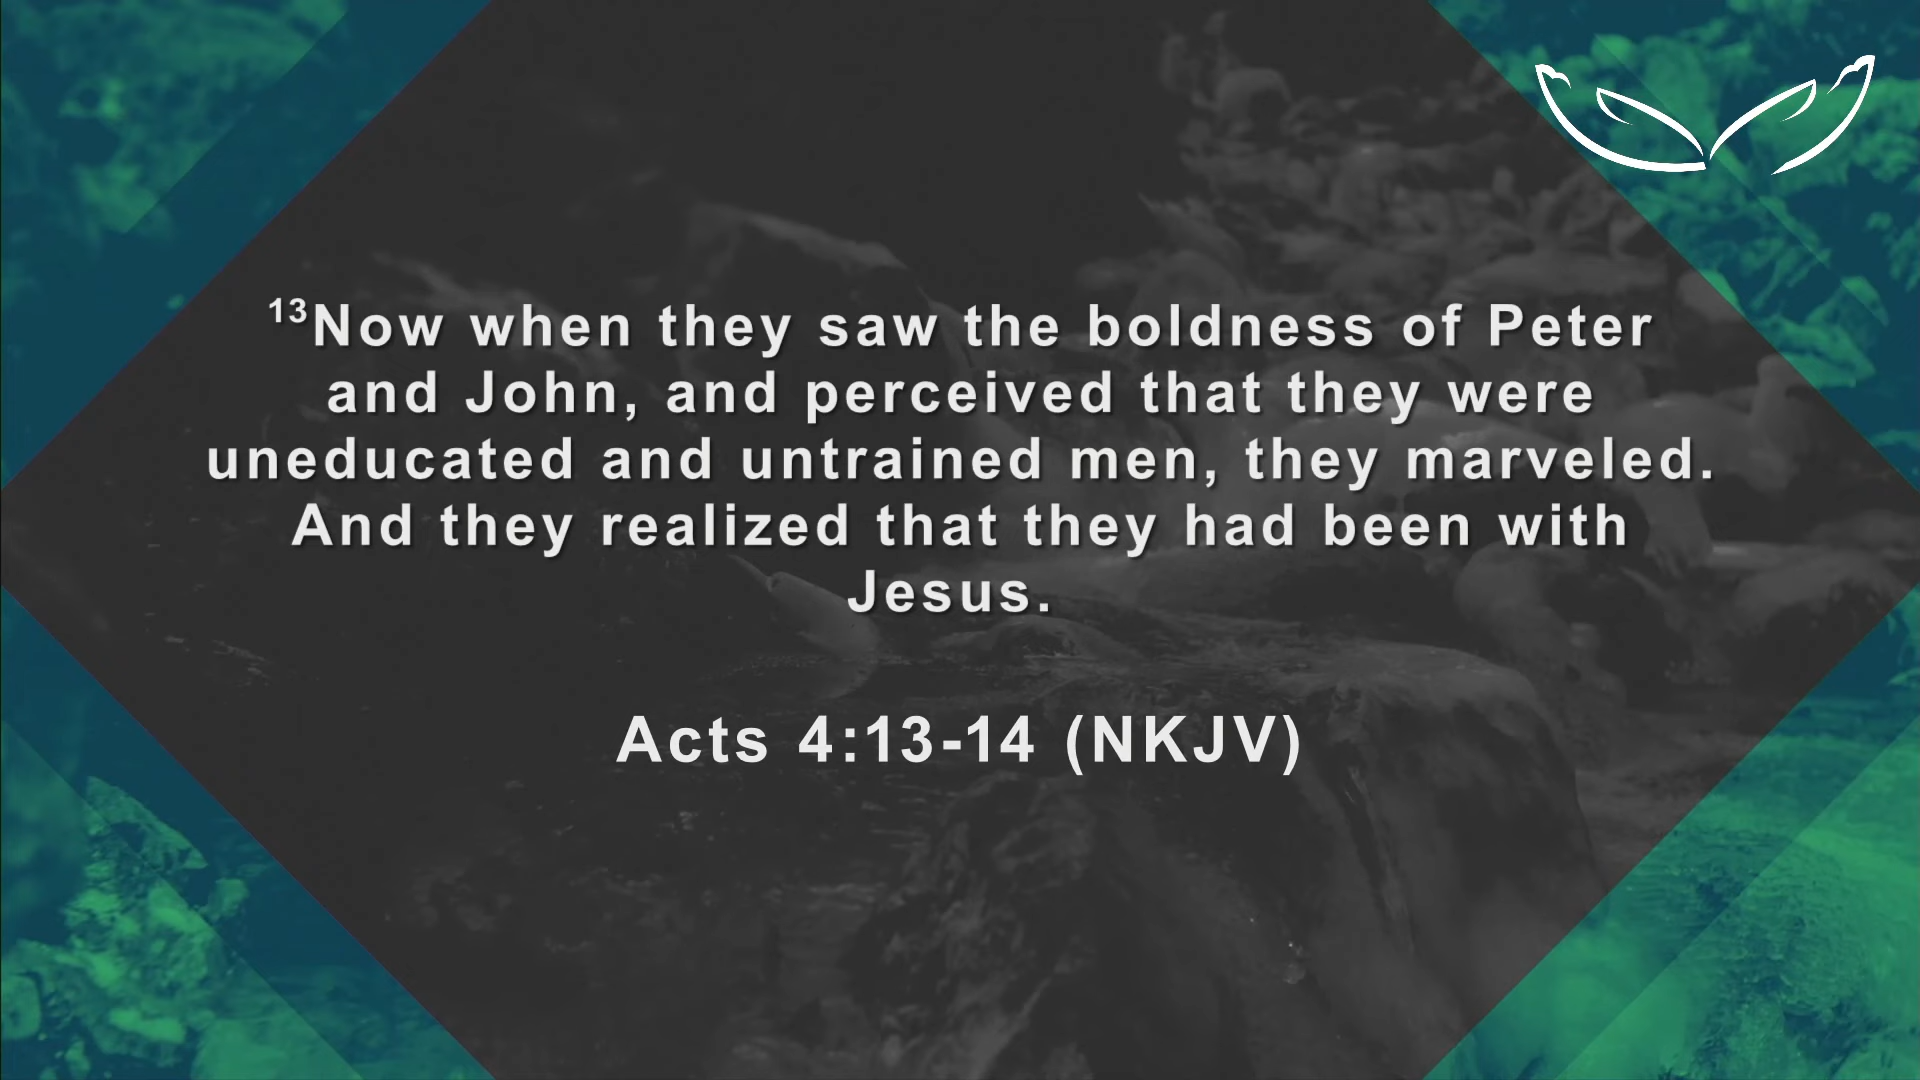 ¹³Now when they saw the boldness of Peter
and John, and perceived that they were
uneducated and untrained men, they marveled.
And they realized that they had been with
Jesus.
Acts 4:13-14 (NKJV)